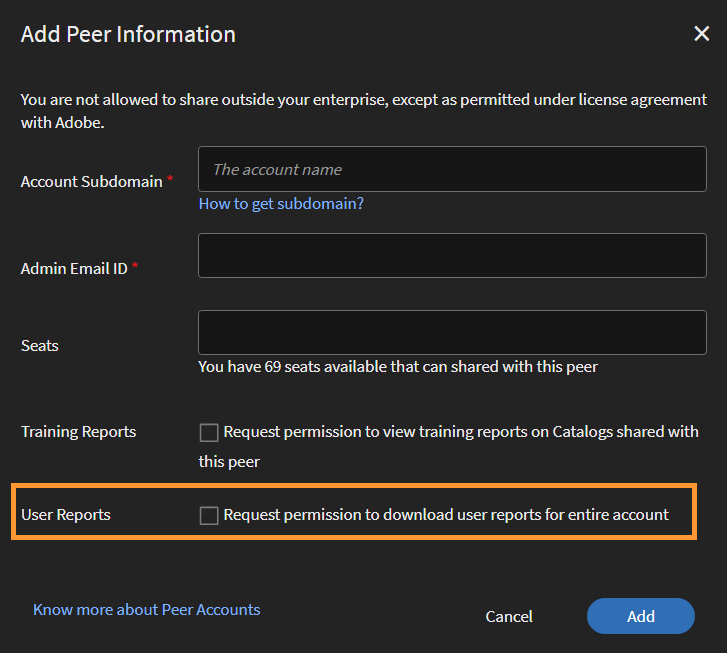 Add Peer Information
You are not allowed to share outside your enterprise, except as permitted under license agreement
with Adobe.
Account Subdomain *
The account name
How to get subdomain?
Admin Email ID *
Seats
You have 69 seats available that can shared with this peer
Training Reports
Request permission to view training reports on Catalogs shared with
this peer
User Reports
Request permission to download user reports for entire account
Know more about Peer Accounts
Cancel
Add